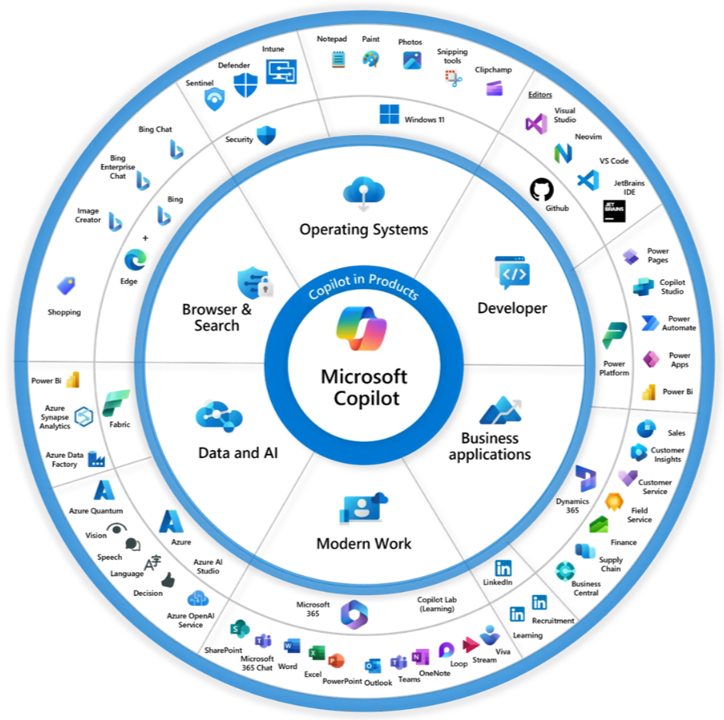 Copilot in Products
Microsoft
Copilot
Operating Systems
Developer
Business
applications
Modern Work
Data and AI
Browser &
Search
Windows 11
Notepad
Paint
Photos
Snipping
tools
Clipchamp
Editors
Visual
Studio
Neovim
VS Code
JetBrains
IDE
JET
BRAINS
Github
Power
Platform
Power
Pages
Copilot
Studio
Power
Automate
Power
Apps
Power Bi
Dynamics
365
Sales
Customer
Insights
Customer
Service
Field
Service
Finance
Supply
Chain
Business
Central
LinkedIn
Recruitment
Learning
Microsoft
365
Copilot Lab
(Learning)
SharePoint
Microsoft
365 Chat
Word
Excel
PowerPoint
Outlook
Teams
OneNote
Loop
Stream
Viva
Azure
Azure AI
Studio
Azure Quantum
Vision
Speech
Language
Decision
Azure OpenAI
Service
Fabric
Power Bi
Azure
Synapse
Analytics
Azure Data
Factory
Bing
+
Edge
Bing Chat
Bing
Enterprise
Chat
Image
Creator
Shopping
Security
Sentinel
Defender
Intune